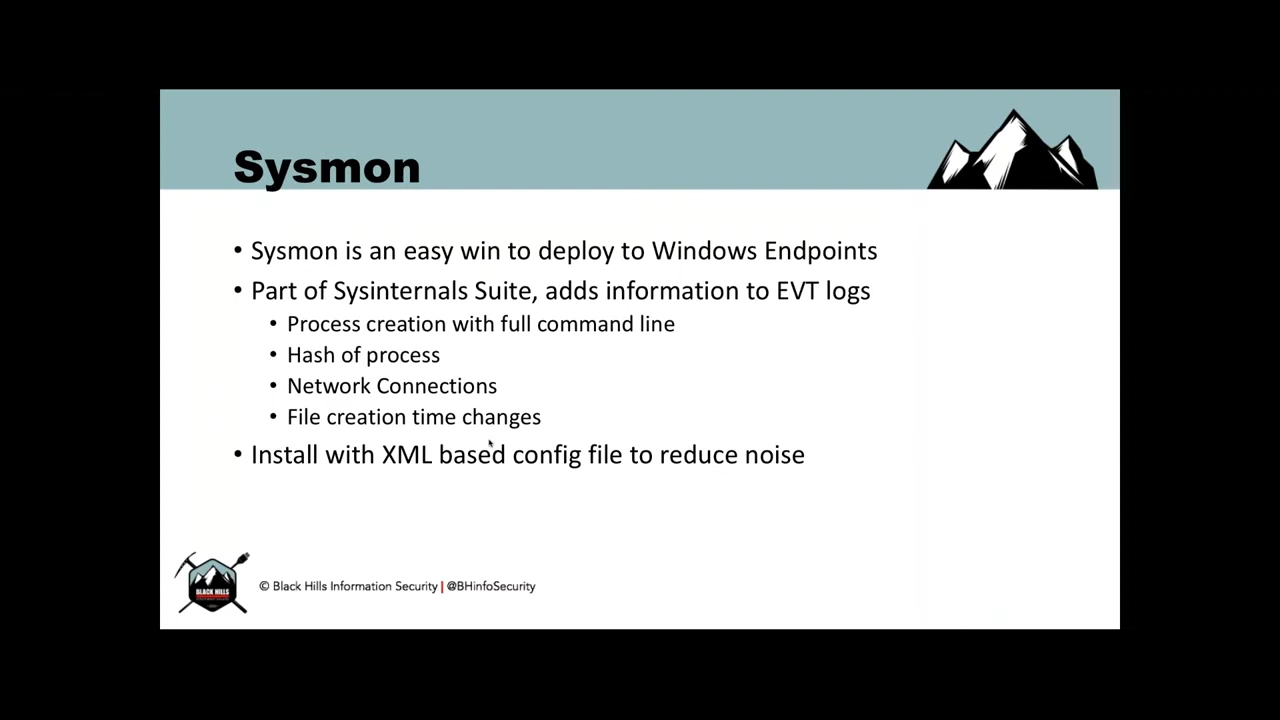 Sysmon
• Sysmon is an easy win to deploy to Windows Endpoints
• Part of Sysinternals Suite, adds information to EVT logs
• Process creation with full command line
• Hash of process
• Network Connections
• File creation time changes
• Install with XML based config file to reduce noise
BLACK HILLS
© Black Hills Information Security | @BHinfoSecurity